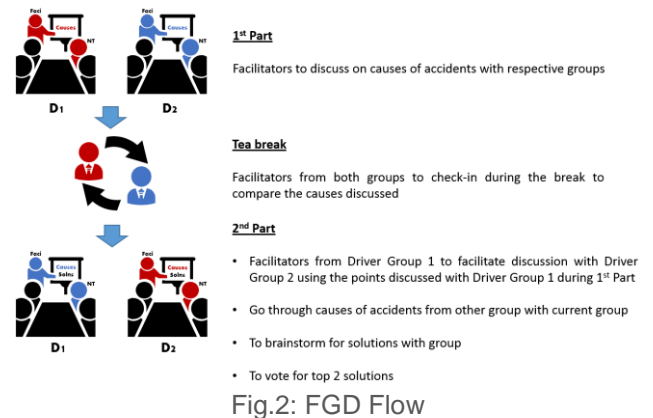 Faci
Causes
NT
D1
Faci
Causes
NT
D2
1st Part
Facilitators to discuss on causes of accidents with respective groups
Tea break
Facilitators from both groups to check-in during the break to
compare the causes discussed
2nd Part
• Facilitators from Driver Group 1 to facilitate discussion with Driver
Group 2 using the points discussed with Driver Group 1 during 1st Part
• Go through causes of accidents from other group with current group
• To brainstorm for solutions with group
• To vote for top 2 solutions
Faci
Causes
Solns
NT
D1
Faci
Causes
Solns
NT
D2
Fig.2: FGD Flow